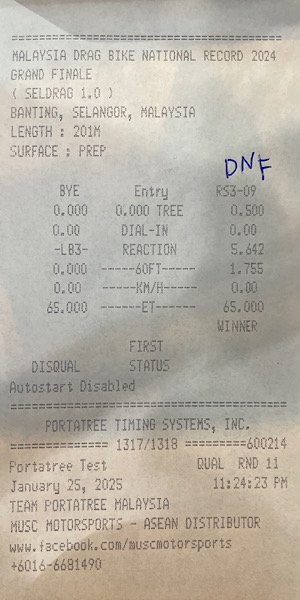 ===================================
MALAYSIA DRAG BIKE NATIONAL RECORD 2024
GRAND FINALE
( SELDRAG 1.0 )
BANTING, SELANGOR, MALAYSIA
LENGTH : 201M
SURFACE : PREP
DNF
BYE Entry RS3-09
0.000 0.000 TREE 0.500
0.00 DIAL-IN 0.00
-LB3- REACTION 5.642
0.000 ------60FT------ 1.755
0.00 ------KM/H----- 0.00
65.000 ------ET------ 65.000
WINNER
FIRST
DISQUAL STATUS
Autostart Disabled
===================================
PORTATREE TIMING SYSTEMS, INC.
============== 1317/1318 =========600214
Portatree Test QUAL RND 11
January 25, 2025 11:24:23 PM
TEAM PORTATREE MALAYSIA
MUSC MOTORSPORTS - ASEAN DISTRIBUTOR
www.facebook.com/muscmotorsports
+6016-6681490